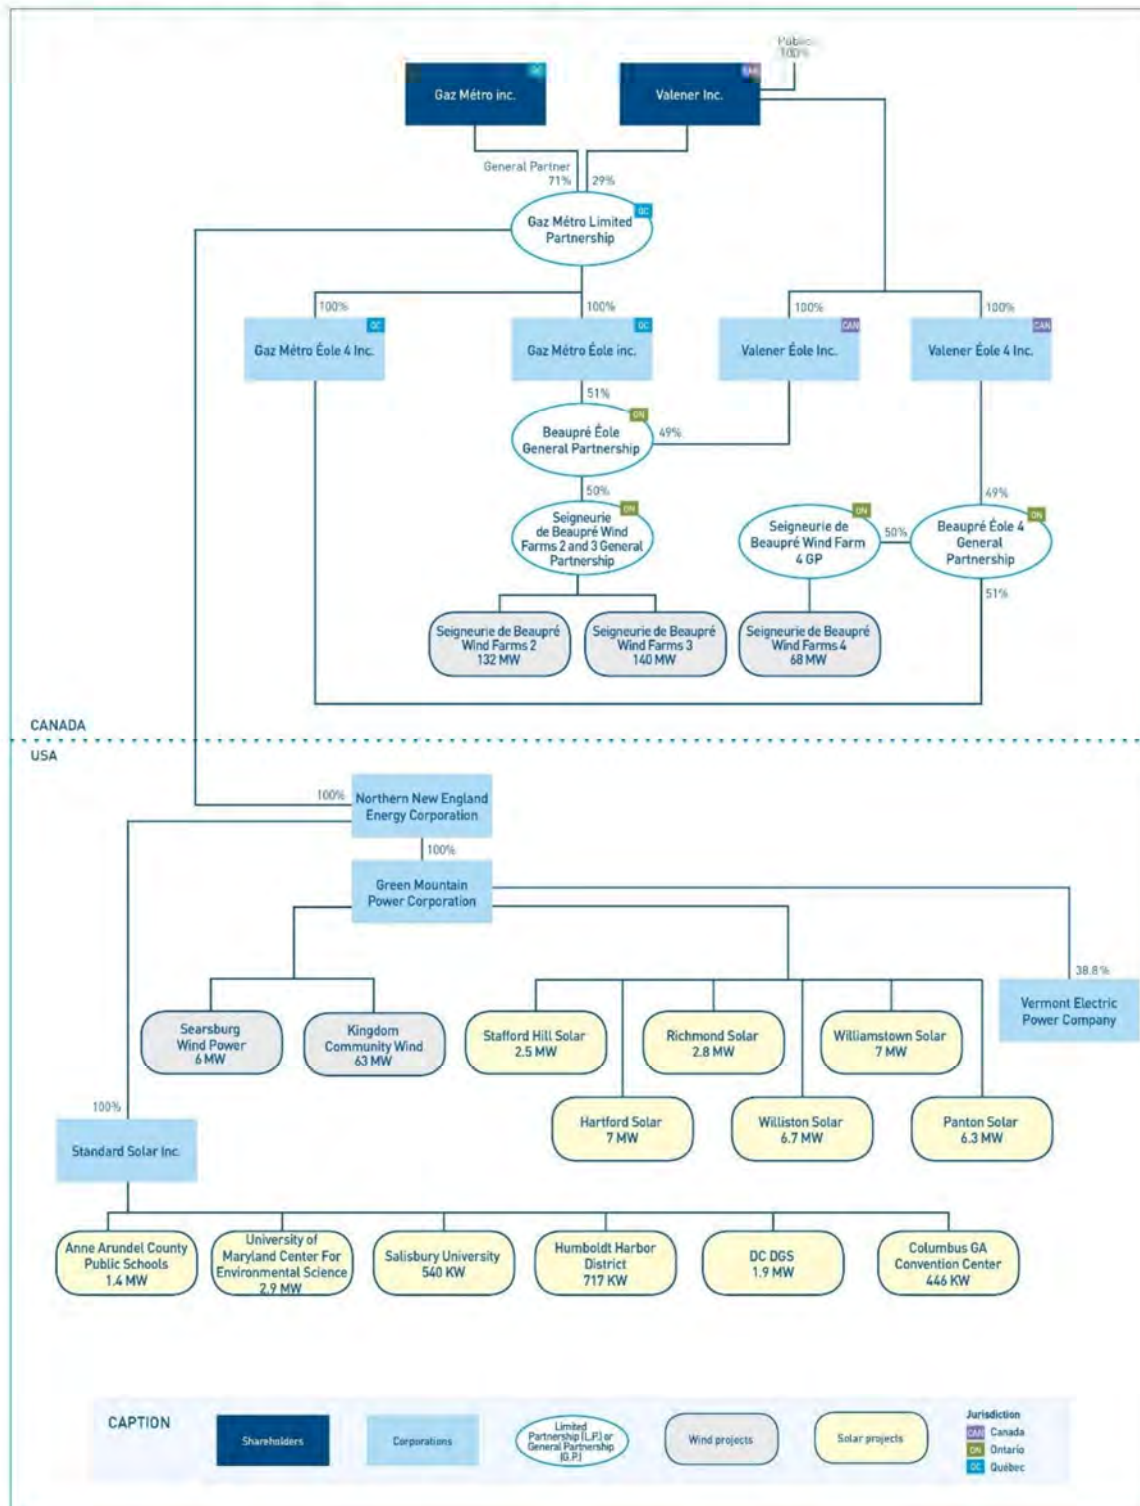 Public
100%
QC
Gaz Métro inc.
CAN
Valener Inc.
General Partner
71%
29%
QC
Gaz Métro Limited
Partnership
100%
100%
100%
100%
QC
Gaz Métro Éole 4 Inc.
QC
Gaz Métro Éole inc.
CAN
Valener Éole Inc.
CAN
Valener Éole 4 Inc.
51%
ON
Beaupré Éole
General Partnership
49%
50%
49%
ON
Seigneurie
de Beaupré Wind
Farms 2 and 3 General
Partnership
ON
Seigneurie de
Beaupré Wind Farm
4 GP
50%
ON
Beaupré Éole 4
General
Partnership
51%
Seigneurie de Beaupré
Wind Farms 2
132 MW
Seigneurie de Beaupré
Wind Farms 3
140 MW
Seigneurie de Beaupré
Wind Farms 4
68 MW
CANADA
USA
100%
Northern New England
Energy Corporation
100%
Green Mountain
Power Corporation
38.8%
Vermont Electric
Power Company
Searsburg
Wind Power
6 MW
Kingdom
Community Wind
63 MW
Stafford Hill Solar
2.5 MW
Richmond Solar
2.8 MW
Williamstown Solar
7 MW
Hartford Solar
7 MW
Williston Solar
6.7 MW
Panton Solar
6.3 MW
100%
Standard Solar Inc.
Anne Arundel County
Public Schools
1.4 MW
University of
Maryland Center For
Environmental Science
2.9 MW
Salisbury University
540 KW
Humboldt Harbor
District
717 KW
DC DGS
1.9 MW
Columbus GA
Convention Center
446 KW
CAPTION
Shareholders
Corporations
Limited
Partnership (L.P.) or
General Partnership
(G.P.)
Wind projects
Solar projects
Jurisdiction
CAN Canada
ON Ontario
QC Québec